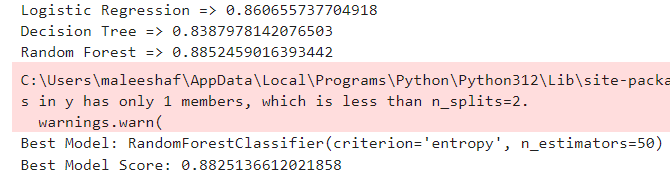 Logistic Regression => 0.860655737704918
Decision Tree => 0.8387978142076503
Random Forest => 0.8852459016393442
C:\Users\maleeshaf\AppData\Local\Programs\Python\Python312\Lib\site-packa
s in y has only 1 members, which is less than n_splits=2.
warnings.warn(
Best Model: RandomForestClassifier(criterion='entropy', n_estimators=50)
Best Model Score: 0.8825136612021858